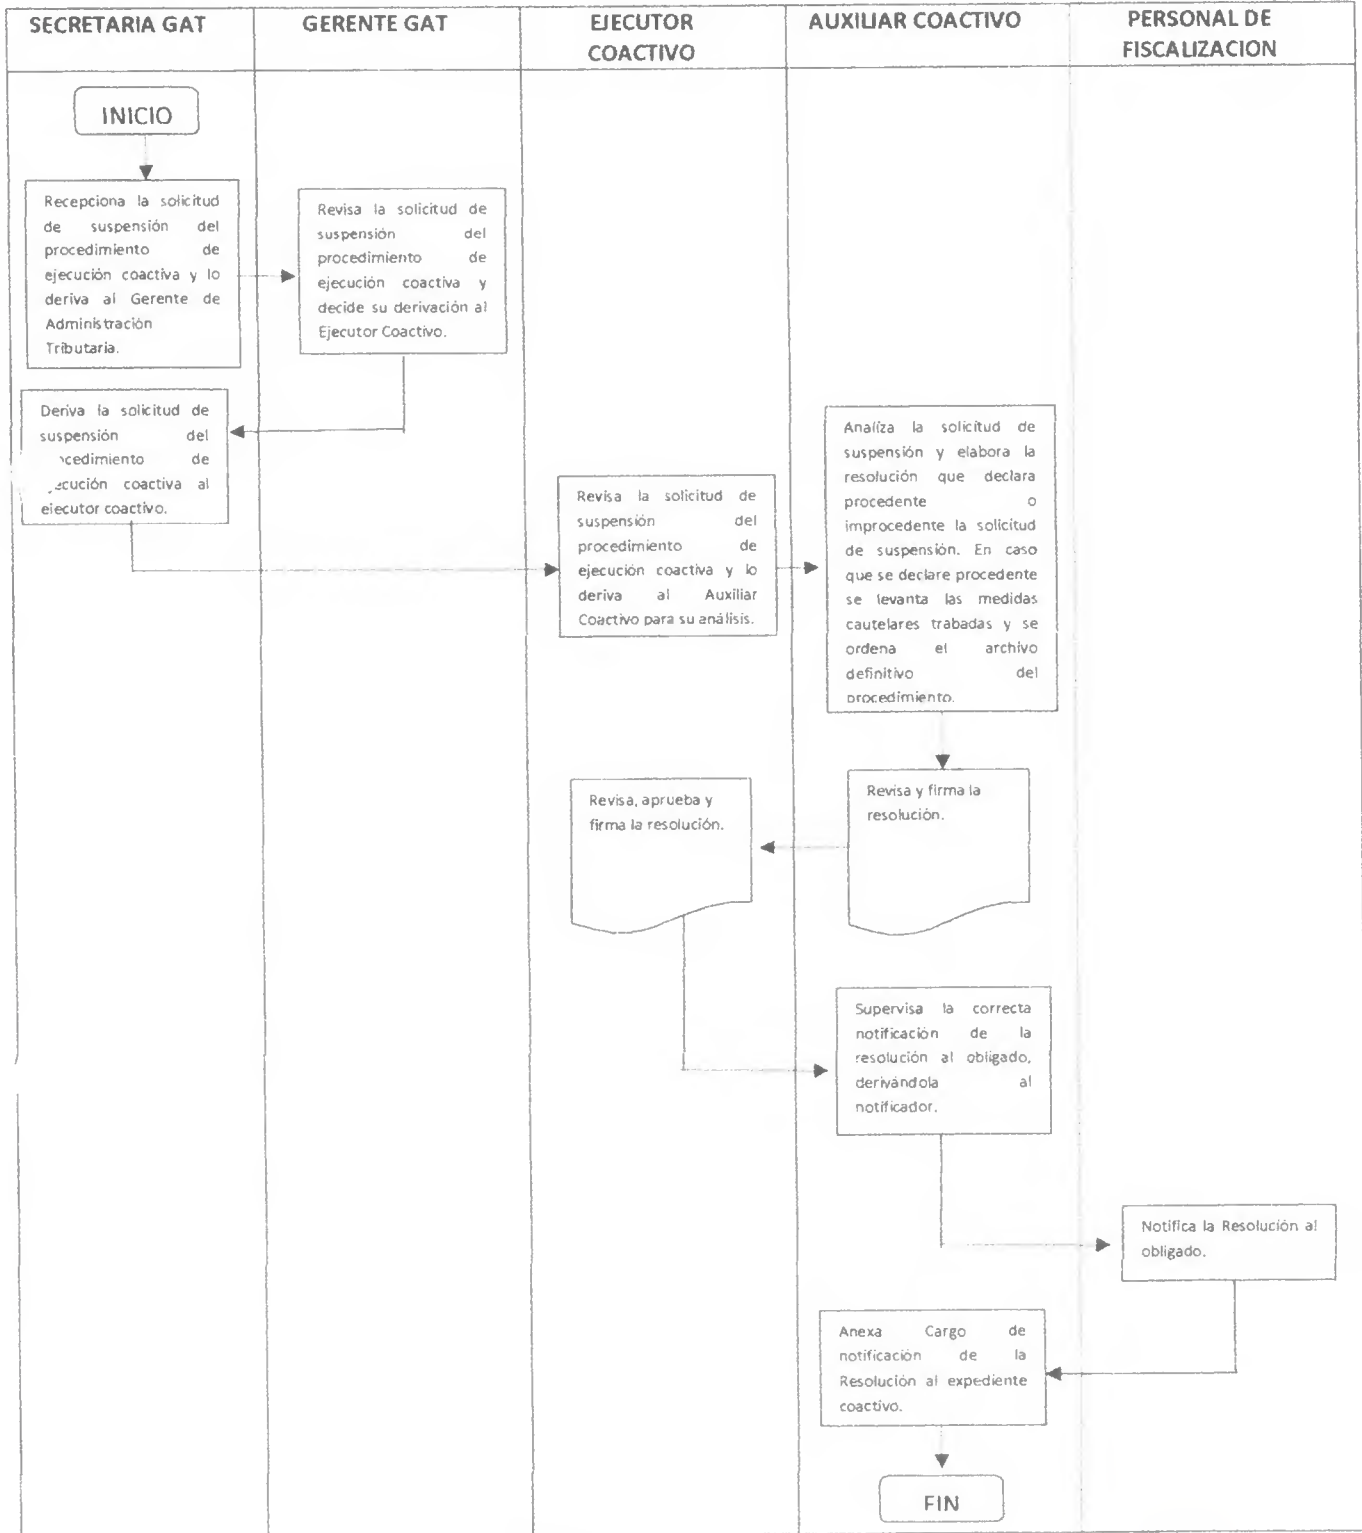 SECRETARIA GAT
GERENTE GAT
EJECUTOR
COACTIVO
AUXILIAR COACTIVO
PERSONAL DE
FISCALIZACION
INICIO
Recepciona la solicitud
de suspensión del
procedimiento de
ejecución coactiva y lo
deriva al Gerente de
Administración
Tributaria.
Revisa la solicitud de
suspensión del
procedimiento de
ejecución coactiva y
decide su derivación al
Ejecutor Coactivo.
Deriva la solicitud de
suspensión del
de
coactiva al
ejecutor coactivo.
Revisa la solicitud de
suspensión del
procedimiento de
ejecución coactiva y lo
deriva al Auxiliar
Coactivo para su análisis.
Analiza la solicitud de
suspensión y elabora la
resolución que declara
procedente o
improcedente la solicitud
de suspensión. En caso
que se declare procedente
se levanta las medidas
cautelares trabadas y se
ordena el archivo
definitivo del
procedimiento.
Revisa y firma la
resolución.
Revisa, aprueba y
firma la resolución.
Supervisa la correcta
notificación de la
resolución al obligado,
derivándola al
notificador.
Notifica la Resolución al
obligado.
Anexa Cargo de
notificación de la
Resolución al expediente
coactivo.
FIN